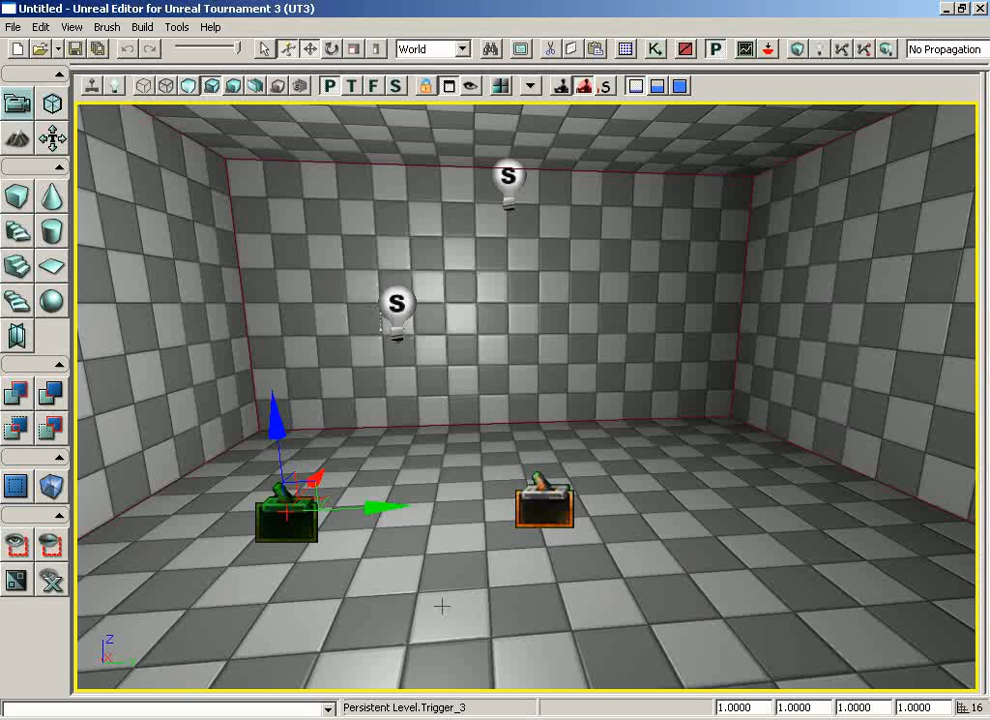 Untitled - Unreal Editor for Unreal Tournament 3 (UT3)
File Edit View Brush Build Tools Help
World
K
P
No Propagation
P T F S
S
S
S
Z
X
Persistent Level.Trigger_3
1.0000 1.0000 1.0000 1.0000 16